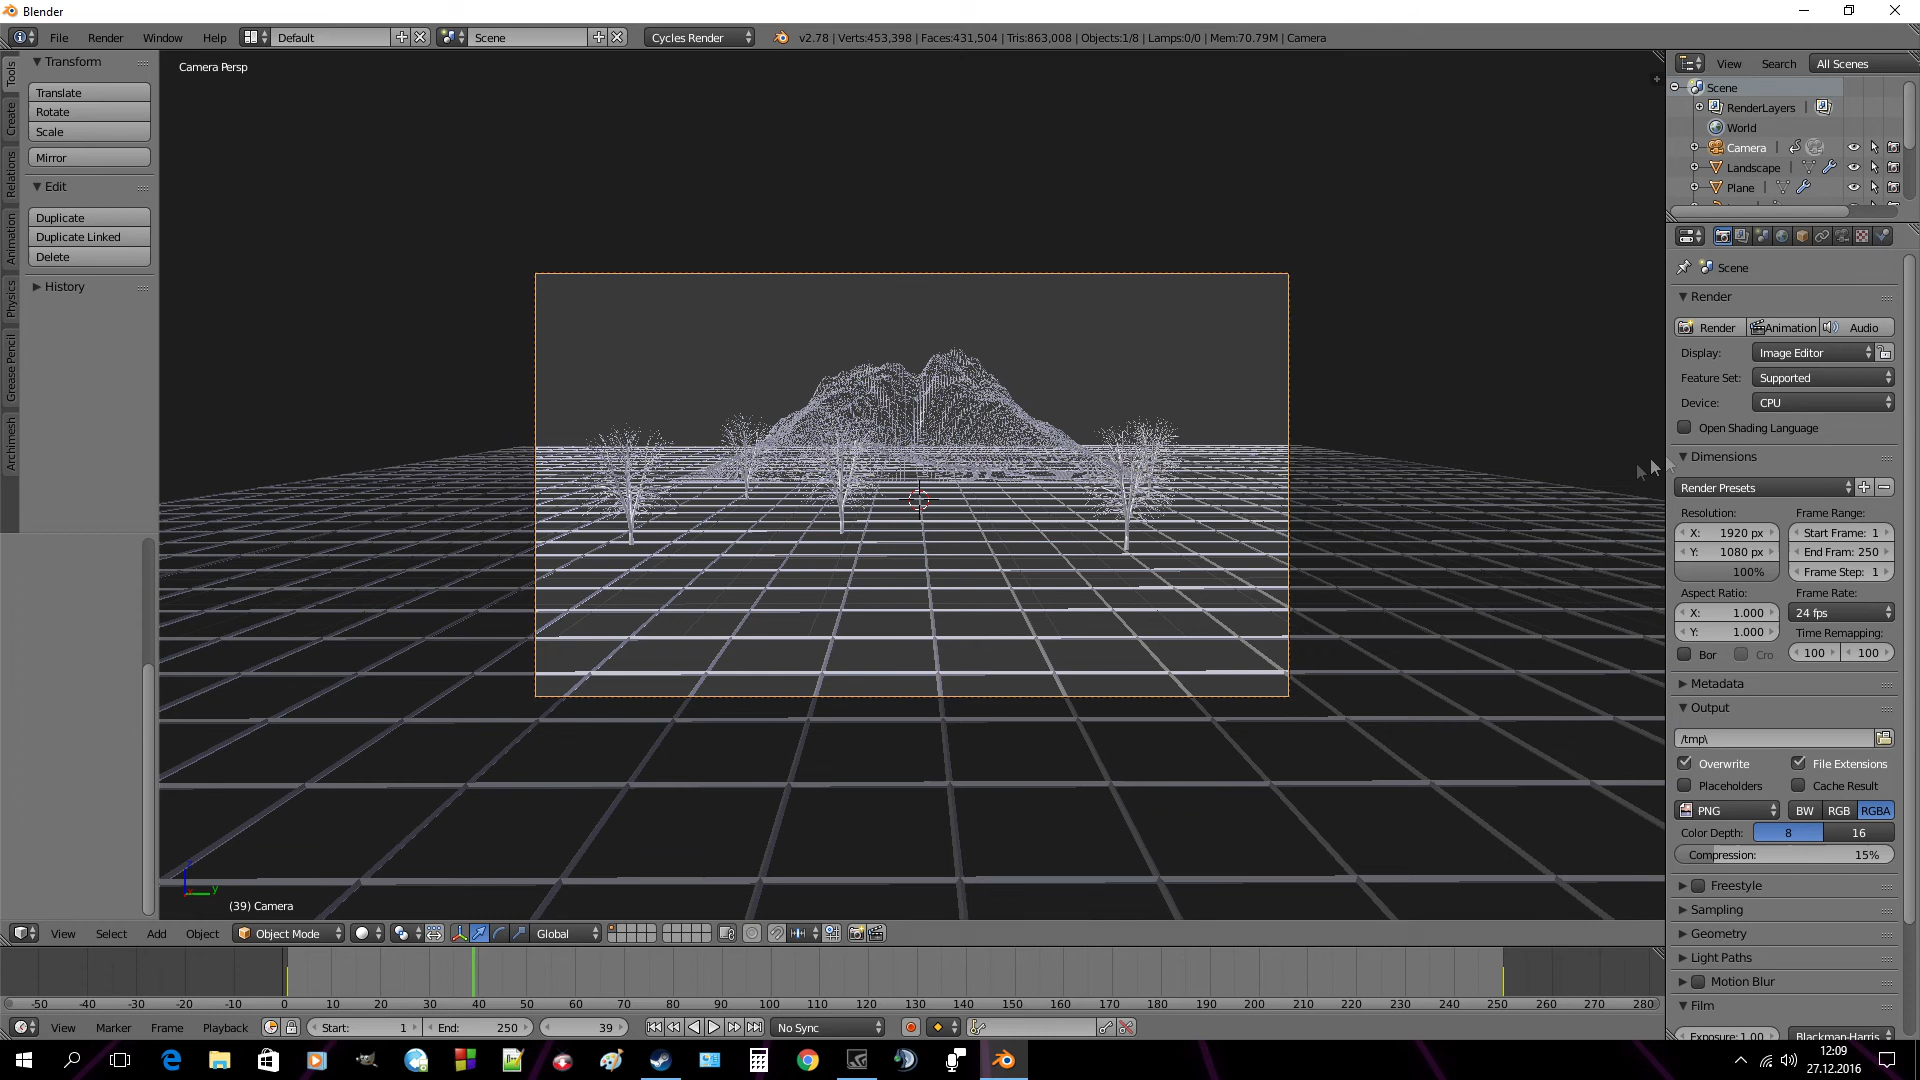 Blender
File Render Window Help Default Scene Cycles Render v2.78 | Verts:453,398 | Faces:431,504 | Tris:863,008 | Objects:1/8 | Lamps:0/0 | Mem:70.79M | Camera
Tools
Create
Relations
Animation
Physics
Grease Pencil
Archimesh
Transform
Translate
Rotate
Scale
Mirror
Edit
Duplicate
Duplicate Linked
Delete
History
Camera Persp
y
(39) Camera
View Search All Scenes
Scene
RenderLayers |
World
Camera |
Landscape |
Plane |
Scene
Render
Render Animation Audio
Display: Image Editor
Feature Set: Supported
Device: CPU
Open Shading Language
Dimensions
Render Presets
Resolution: Frame Range:
X: 1920 px Start Frame: 1
Y: 1080 px End Fram: 250
100% Frame Step: 1
Aspect Ratio: Frame Rate:
X: 1.000 24 fps
Y: 1.000 Time Remapping:
Bor Cro 100 100
Metadata
Output
/tmp\
Overwrite File Extensions
Placeholders Cache Result
PNG BW RGB RGBA
Color Depth: 8 16
Compression: 15%
Freestyle
Sampling
Geometry
Light Paths
Motion Blur
Film
Exposure: 1.00 Blackman-Harris
View Select Add Object Object Mode Global
-50 -40 -30 -20 -10 0 10 20 30 40 50 60 70 80 90 100 110 120 130 140 150 160 170 180 190 200 210 220 230 240 250 260 270 280
View Marker Frame Playback Start: 1 End: 250 39 No Sync
12:09
27.12.2016